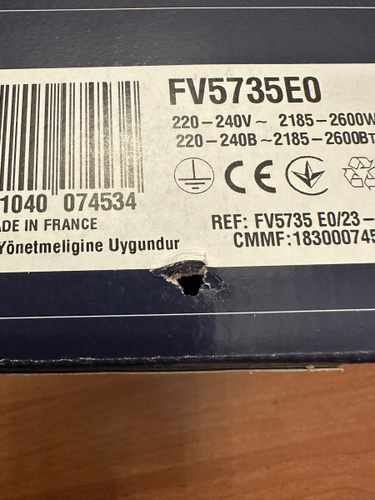 FV5735E0
220-240V~ 2185-2600W
220-240В~2185-2600Вт
1040 074534
ADE IN FRANCE
REF: FV5735 E0/23-
Yönetmeligine Uygundur
CMMF:183000745